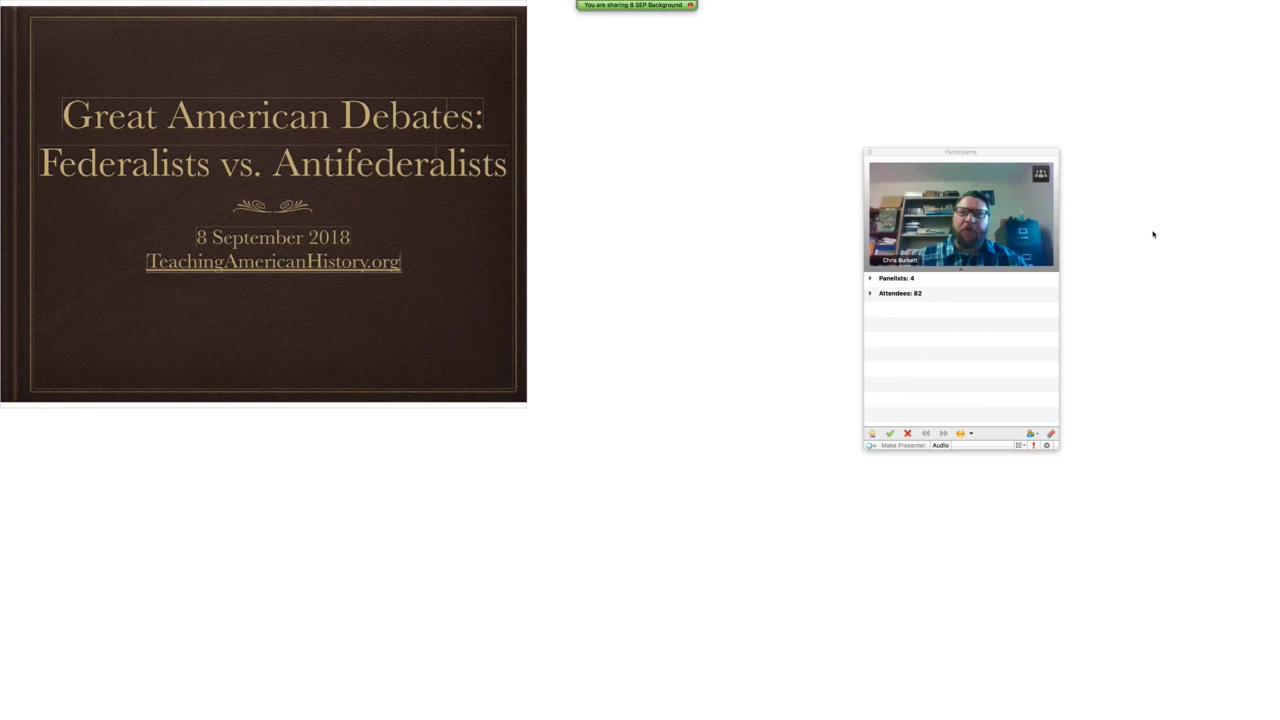 You are sharing 8 SEP Background
Great American Debates:
Federalists vs. Antifederalists
8 September 2018
TeachingAmericanHistory.org
Participants
Chris Burkett
Panelists: 4
Attendees: 82
Make Presenter
Audio